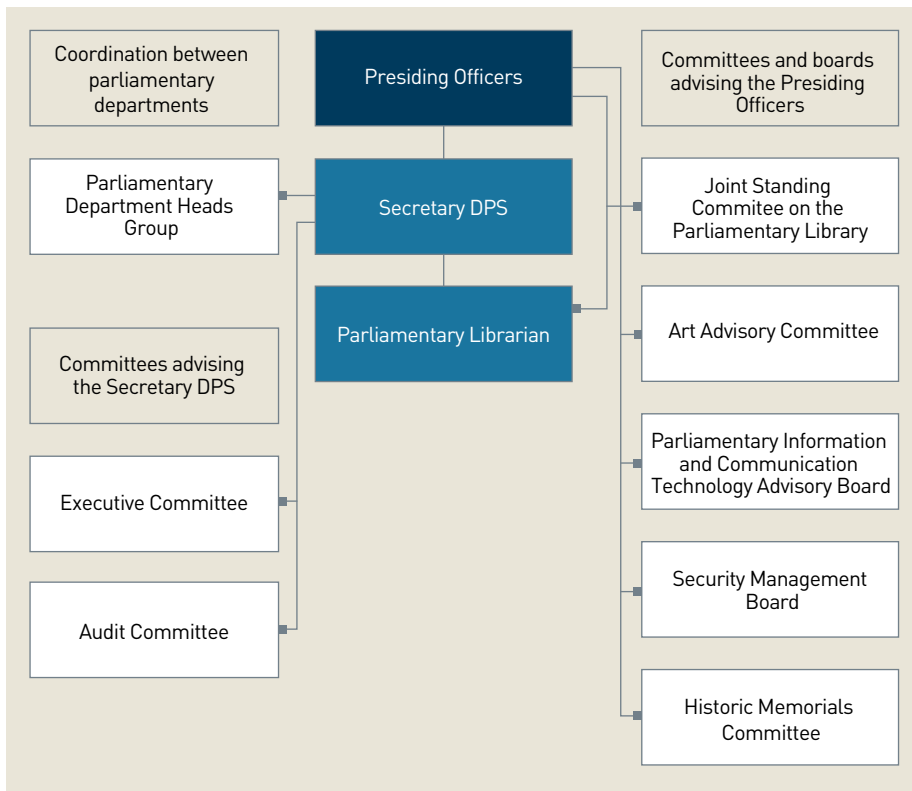 Coordination between
parliamentary
departments
Presiding Officers
Committees and boards
advising the Presiding
Officers
Parliamentary
Department Heads
Group
Secretary DPS
Joint Standing
Commitee on the
Parliamentary Library
Parliamentary Librarian
Art Advisory Committee
Committees advising
the Secretary DPS
Parliamentary Information
and Communication
Technology Advisory Board
Executive Committee
Security Management
Board
Audit Committee
Historic Memorials
Committee